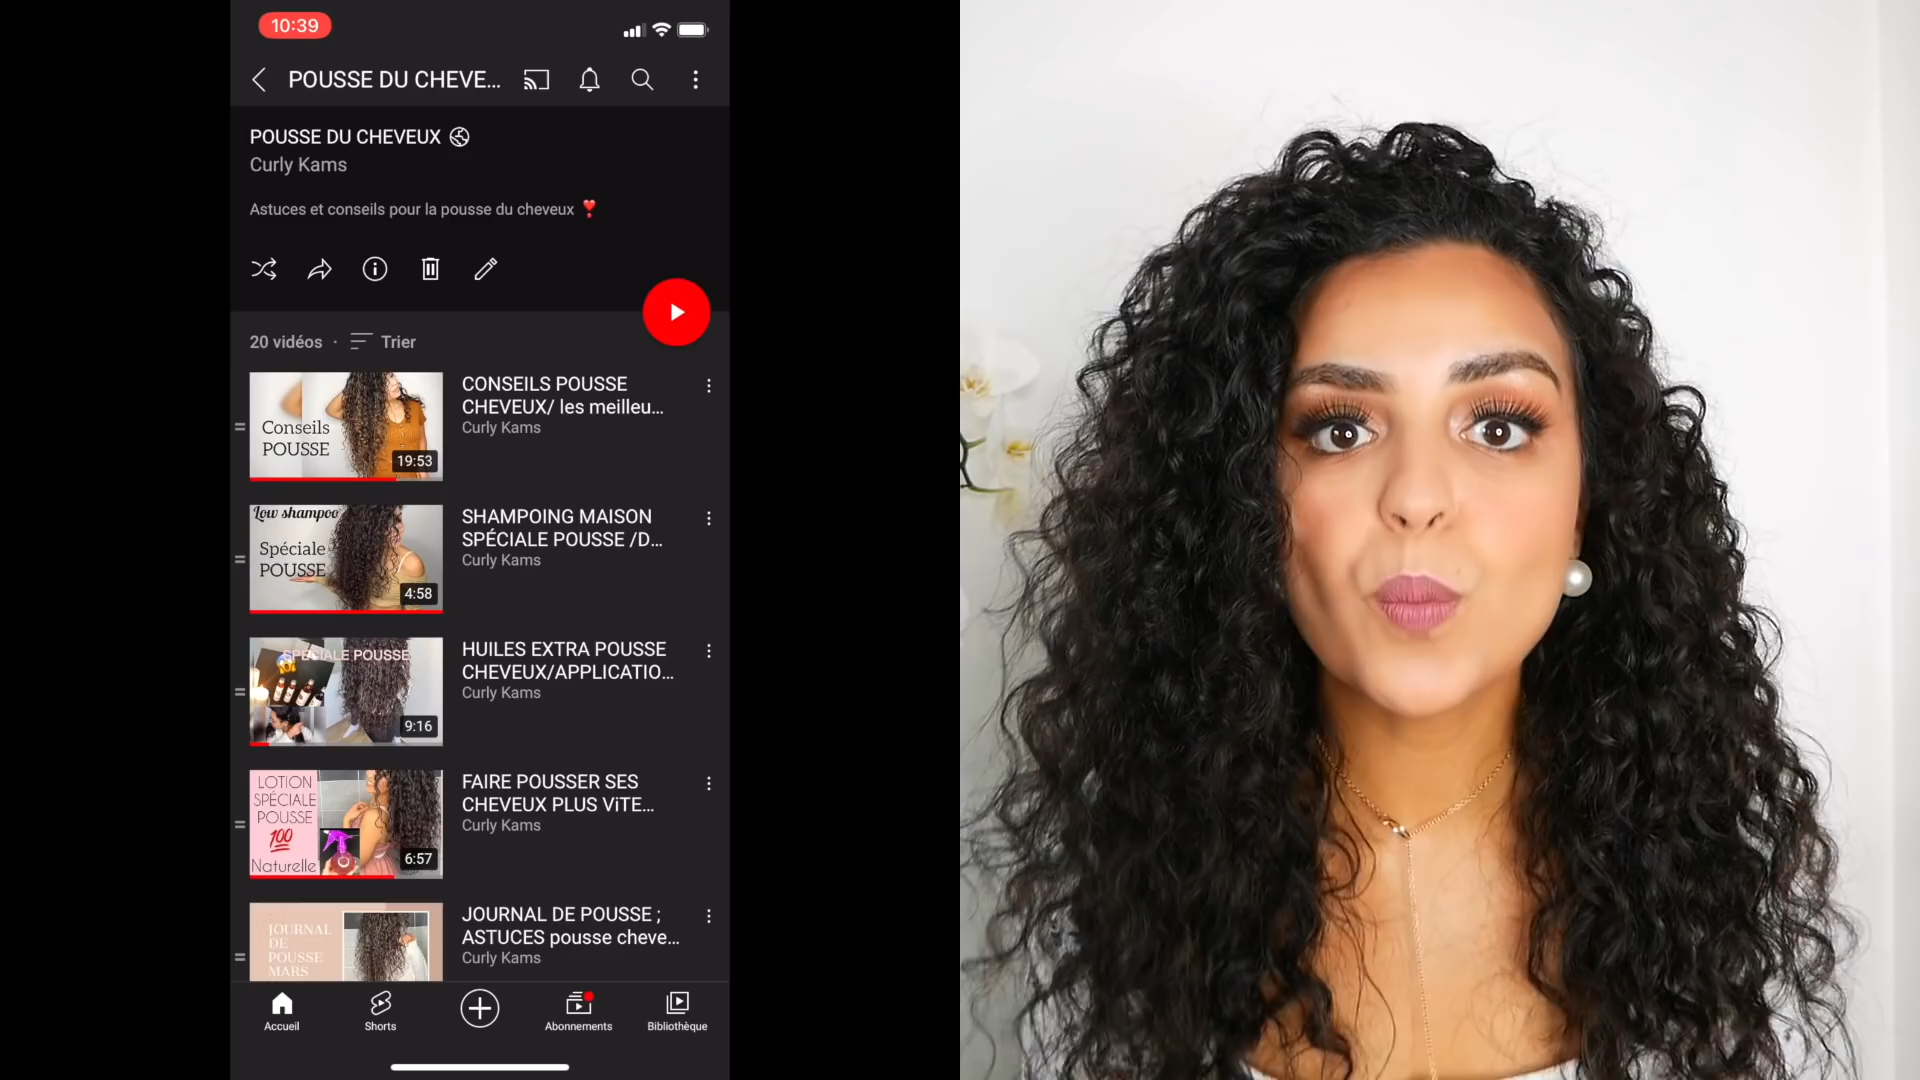 10:39
POUSSE DU CHEVE...
POUSSE DU CHEVEUX
Curly Kams
Astuces et conseils pour la pousse du cheveux
20 vidéos · Trier
Conseils
POUSSE
19:53
CONSEILS POUSSE
CHEVEUX/ les meilleu...
Curly Kams
Low shampoo
Spéciale
POUSSE
4:58
SHAMPOING MAISON
SPÉCIALE POUSSE /D...
Curly Kams
SPÉCIALE POUSSE
9:16
HUILES EXTRA POUSSE
CHEVEUX/APPLICATIO...
Curly Kams
LOTION
SPÉCIALE
POUSSE
100
Naturelle
6:57
FAIRE POUSSER SES
CHEVEUX PLUS ViTE...
Curly Kams
JOURNAL
DE
POUSSE
MARS
JOURNAL DE POUSSE ;
ASTUCES pousse cheve...
Curly Kams
Accueil
Shorts
Abonnements
Bibliothèque